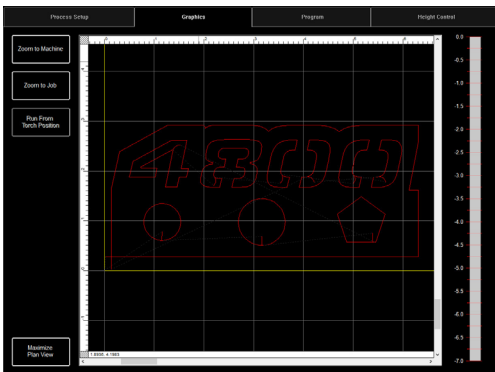 Process Setup
Graphics
Program
Height Control
Zoom to Machine
Zoom to Job
Run From
Torch Position
Maximize
Plan View
4800
0.0
-0.5
-1.0
-1.5
-2.0
-2.5
-3.0
-3.5
-4.0
-4.5
-5.0
-5.5
-6.0
-6.5
-7.0